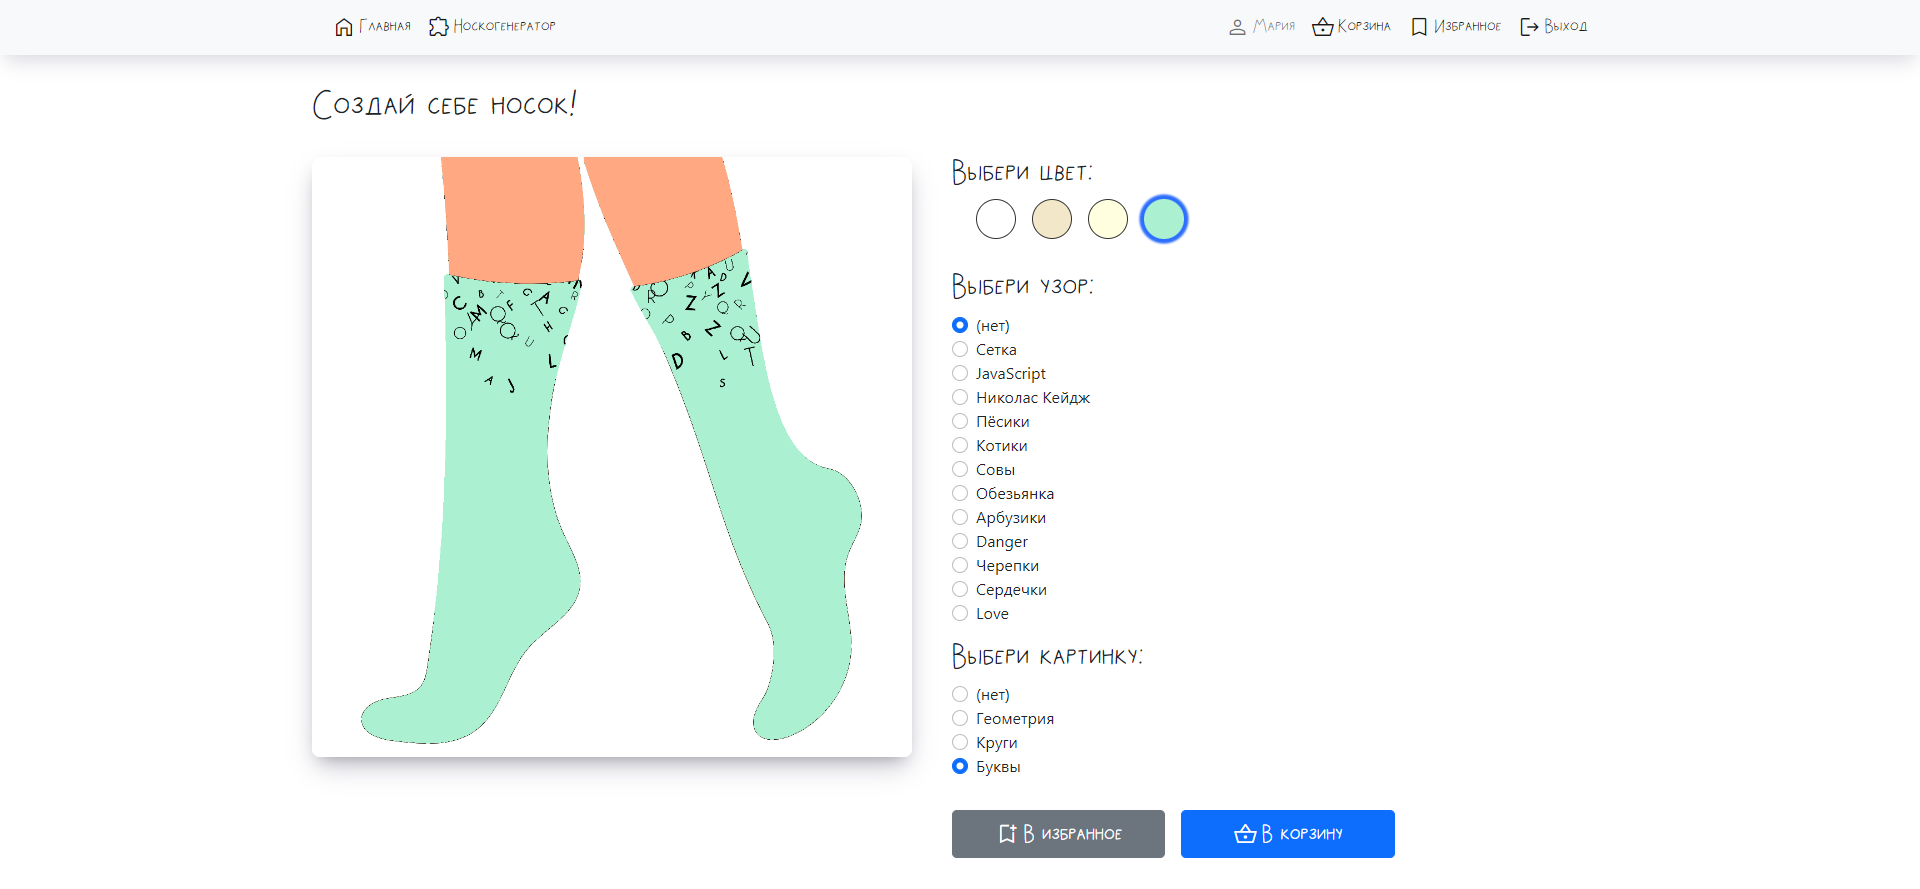 Главная Носкогенератор Мария Корзина Избранное Выход
Создай себе носок!
Выбери цвет:
Выбери узор:
(нет)
Сетка
JavaScript
Николас Кейдж
Пёсики
Котики
Совы
Обезьянка
Арбузики
Danger
Черепки
Сердечки
Love
Выбери картинку:
(нет)
Геометрия
Круги
Буквы
В избранное В корзину